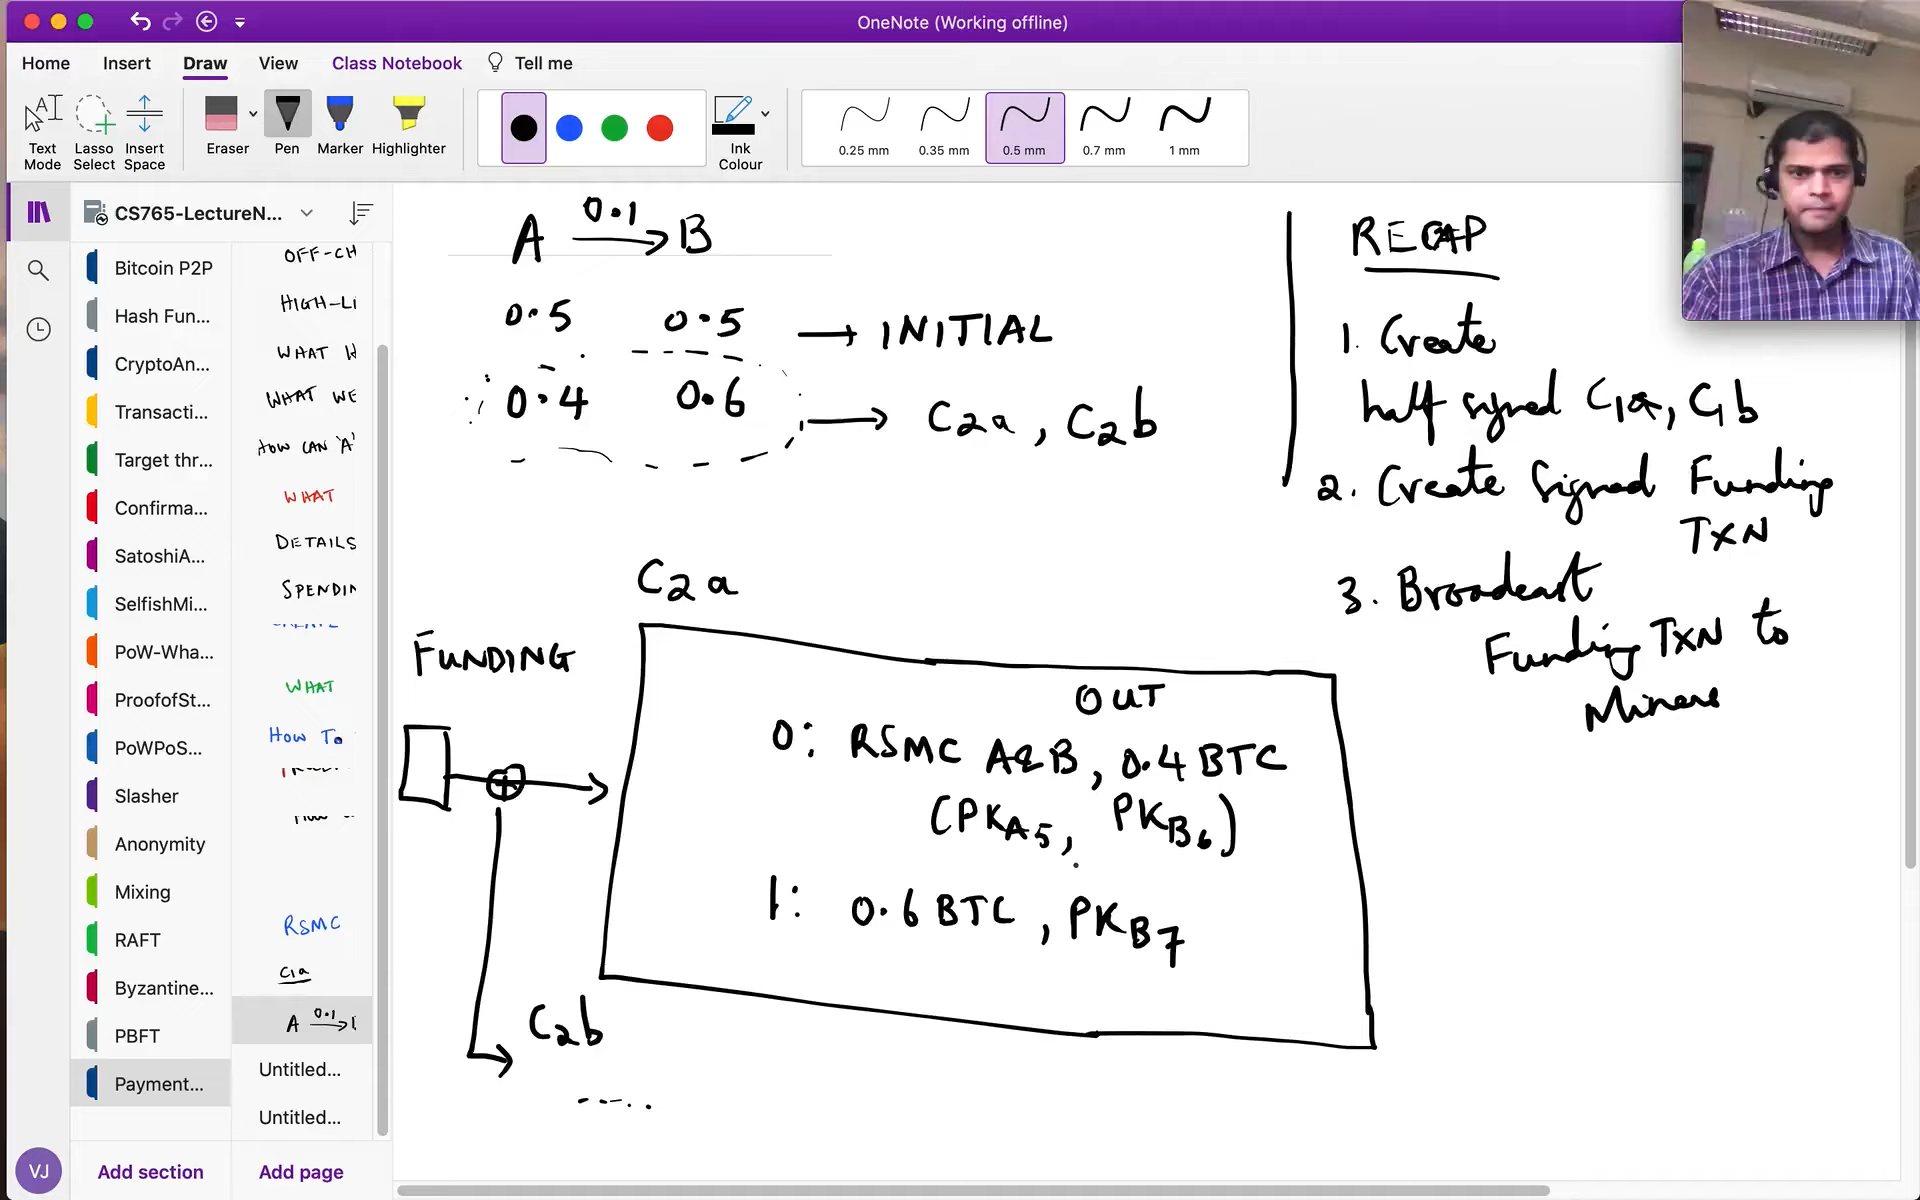 OneNote (Working offline)
Home Insert Draw View Class Notebook Tell me
Text Mode
Lasso Select
Insert Space
Eraser
Pen
Marker
Highlighter
Ink Colour
0.25 mm
0.35 mm
0.5 mm
0.7 mm
1 mm
CS765-LectureN...
Bitcoin P2P
Hash Fun...
CryptoAn...
Transacti...
Target thr...
Confirma...
SatoshiA...
SelfishMi...
PoW-Wha...
ProofofSt...
PoWPoS...
Slasher
Anonymity
Mixing
RAFT
Byzantine...
PBFT
Payment...
Add section
OFF-CH
HIGH-LI
WHAT H
WHAT WE
HOW CAN 'A'
WHAT
DETAILS
SPENDIN
WHAT
HOW TO
RSMC
C1a
A 0.1
Untitled...
Untitled...
Add page
VJ
A 0.1 → B
0.5 0.5 → INITIAL
0.4 0.6 → C2a, C2b
C2a
FUNDING
OUT
0: RSMC A&B, 0.4 BTC
(PKA5, PKB6)
1: 0.6 BTC, PKB7
C2b
RECAP
1. Create
half signed C1a, C1b
2. Create signed Funding
TXN
3. Broadcast
Funding TXN to
Miners